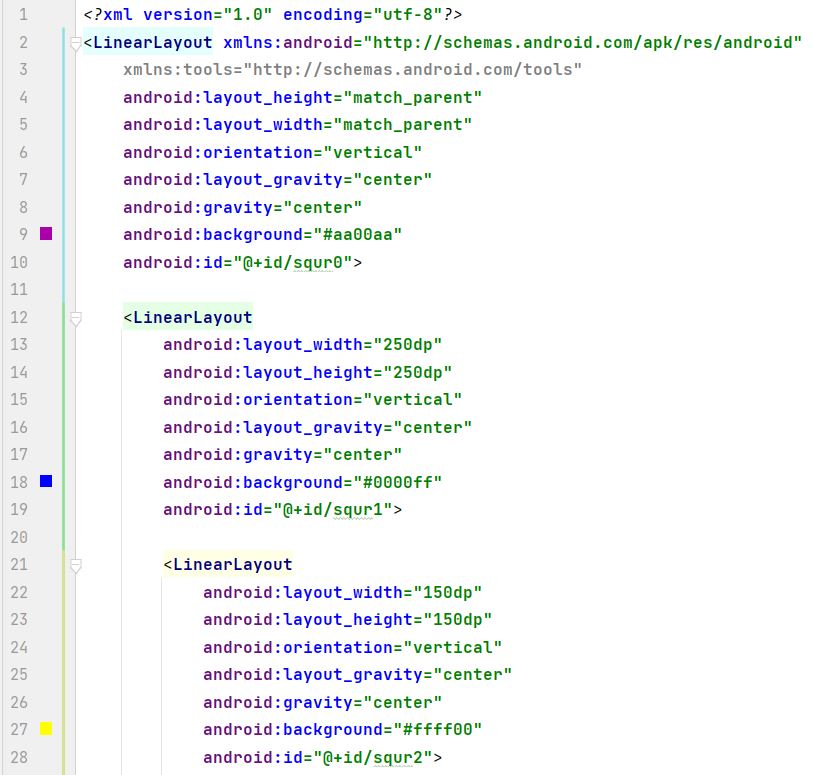 1 <?xml version="1.0" encoding="utf-8"?>
2 <LinearLayout xmlns:android="http://schemas.android.com/apk/res/android"
3     xmlns:tools="http://schemas.android.com/tools"
4     android:layout_height="match_parent"
5     android:layout_width="match_parent"
6     android:orientation="vertical"
7     android:layout_gravity="center"
8     android:gravity="center"
9     android:background="#aa00aa"
10     android:id="@+id/squr0">
11
12     <LinearLayout
13         android:layout_width="250dp"
14         android:layout_height="250dp"
15         android:orientation="vertical"
16         android:layout_gravity="center"
17         android:gravity="center"
18         android:background="#0000ff"
19         android:id="@+id/squr1">
20
21         <LinearLayout
22             android:layout_width="150dp"
23             android:layout_height="150dp"
24             android:orientation="vertical"
25             android:layout_gravity="center"
26             android:gravity="center"
27             android:background="#ffff00"
28             android:id="@+id/squr2">